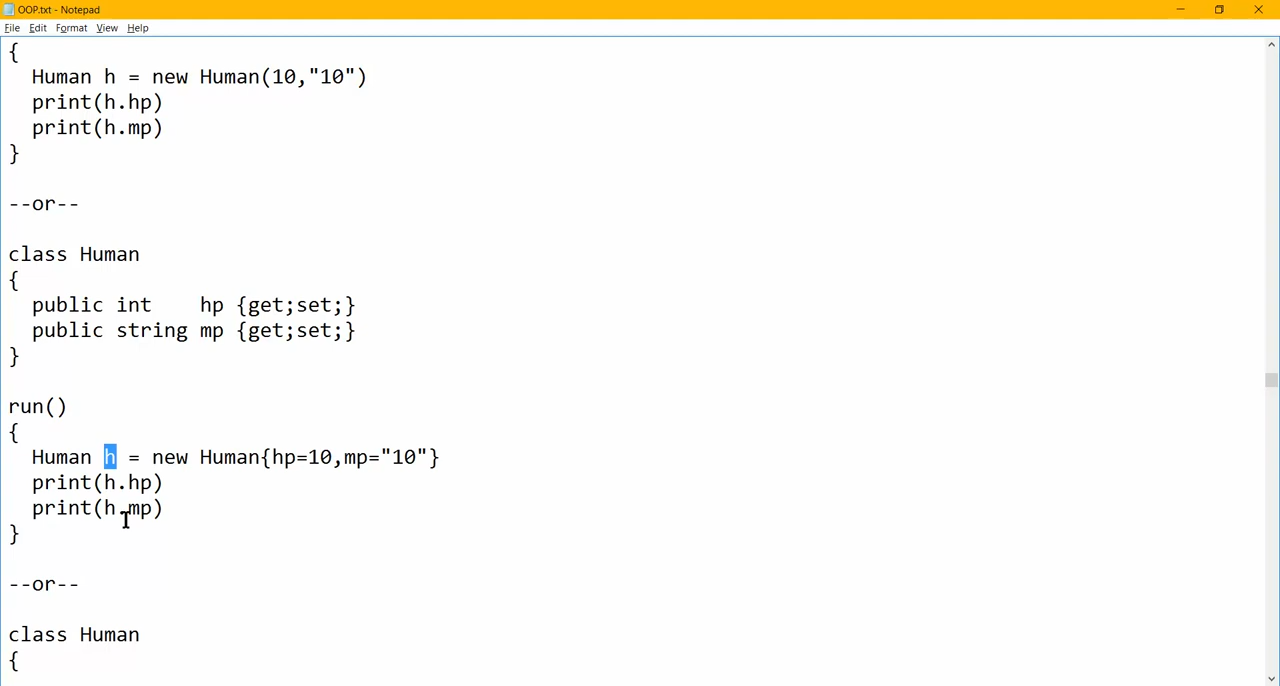 OOP.txt - Notepad
File Edit Format View Help
{
  Human h = new Human(10,"10")
  print(h.hp)
  print(h.mp)
}

--or--

class Human
{
  public int    hp {get;set;}
  public string mp {get;set;}
}

run()
{
  Human h = new Human{hp=10,mp="10"}
  print(h.hp)
  print(h.mp)
}

--or--

class Human
{